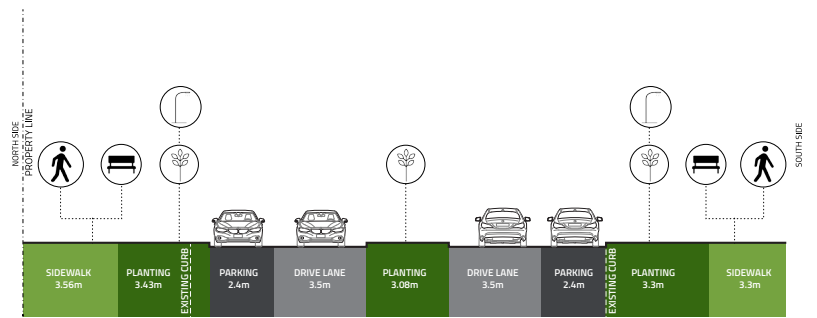 NORTH SIDE
PROPERTY LINE
SOUTH SIDE
SIDEWALK
3.56m
PLANTING
3.43m
EXISTING CURB
PARKING
2.4m
DRIVE LANE
3.5m
PLANTING
3.08m
DRIVE LANE
3.5m
PARKING
2.4m
EXISTING CURB
PLANTING
3.3m
SIDEWALK
3.3m